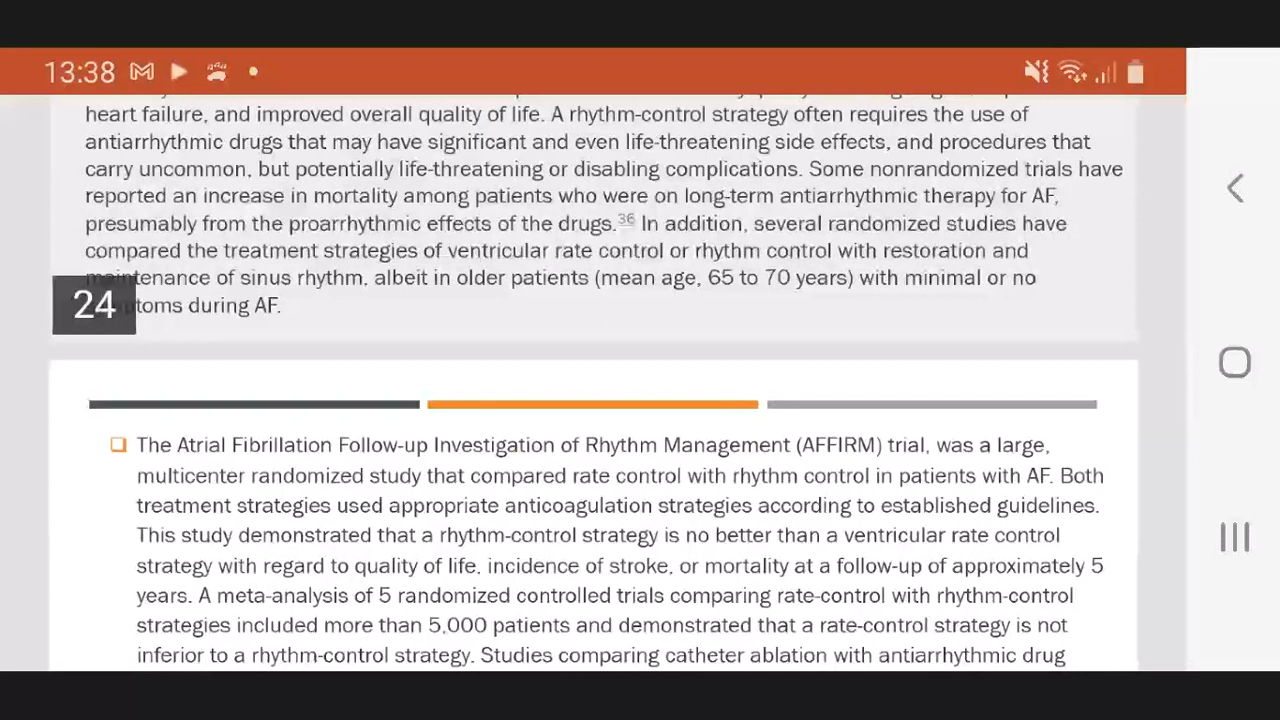 13:38
heart failure, and improved overall quality of life. A rhythm-control strategy often requires the use of
antiarrhythmic drugs that may have significant and even life-threatening side effects, and procedures that
carry uncommon, but potentially life-threatening or disabling complications. Some nonrandomized trials have
reported an increase in mortality among patients who were on long-term antiarrhythmic therapy for AF,
presumably from the proarrhythmic effects of the drugs.36 In addition, several randomized studies have
compared the treatment strategies of ventricular rate control or rhythm control with restoration and
maintenance of sinus rhythm, albeit in older patients (mean age, 65 to 70 years) with minimal or no
24
ptoms during AF.
The Atrial Fibrillation Follow-up Investigation of Rhythm Management (AFFIRM) trial, was a large,
multicenter randomized study that compared rate control with rhythm control in patients with AF. Both
treatment strategies used appropriate anticoagulation strategies according to established guidelines.
This study demonstrated that a rhythm-control strategy is no better than a ventricular rate control
strategy with regard to quality of life, incidence of stroke, or mortality at a follow-up of approximately 5
years. A meta-analysis of 5 randomized controlled trials comparing rate-control with rhythm-control
strategies included more than 5,000 patients and demonstrated that a rate-control strategy is not
inferior to a rhythm-control strategy. Studies comparing catheter ablation with antiarrhythmic drug